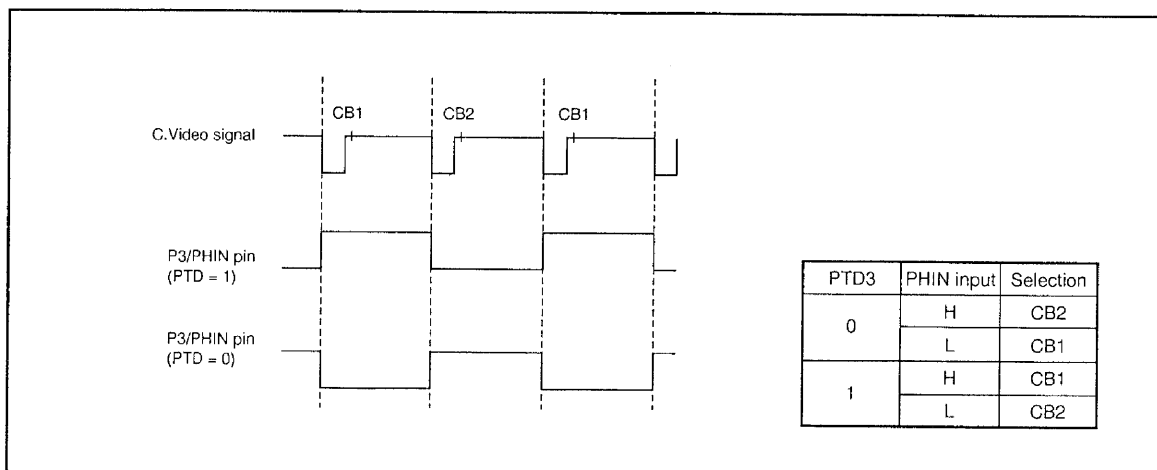 CB1 CB2 CB1
C.Video signal
P3/PHIN pin
(PTD = 1)
P3/PHIN pin
(PTD = 0)
PTD3 PHIN input Selection
0 H CB2
L CB1
1 H CB1
L CB2